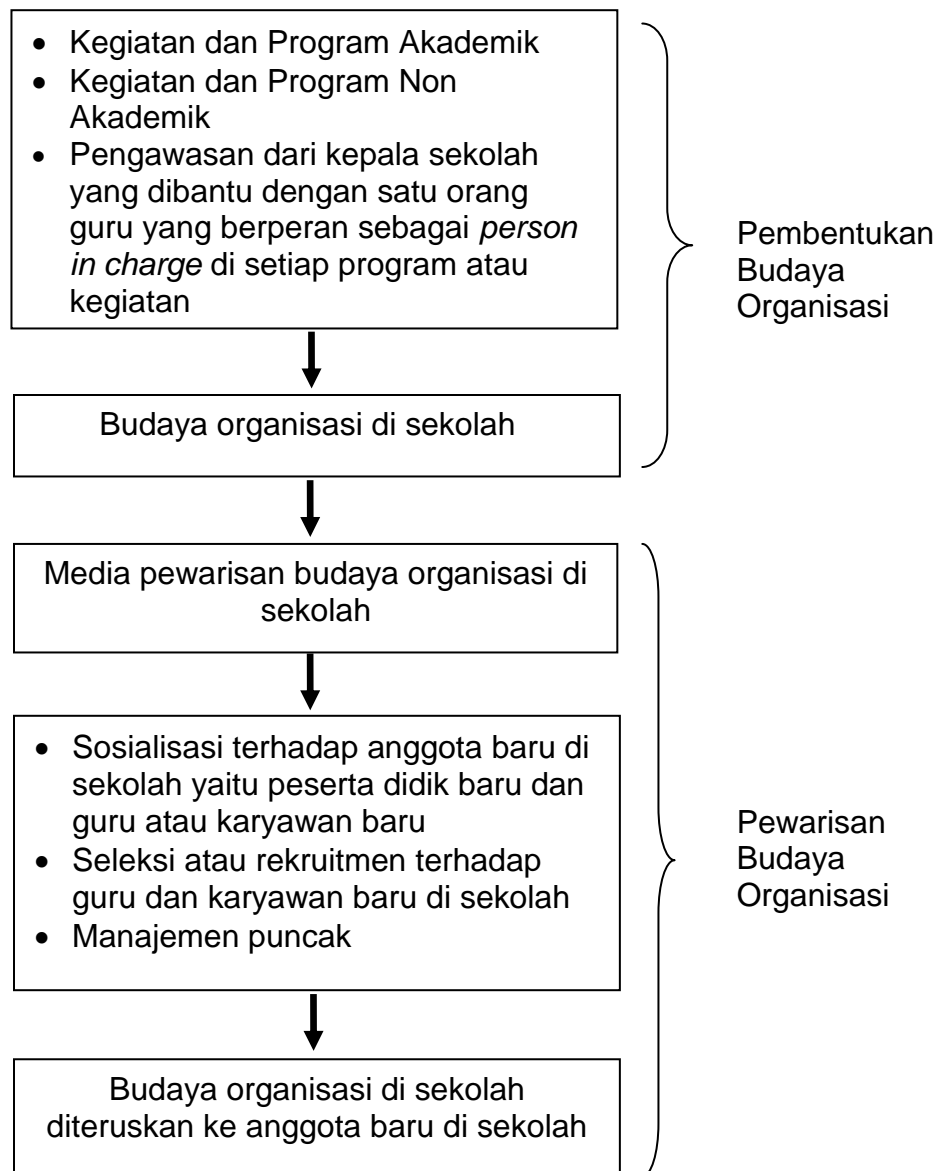 • Kegiatan dan Program Akademik
• Kegiatan dan Program Non
Akademik
• Pengawasan dari kepala sekolah
yang dibantu dengan satu orang
guru yang berperan sebagai person
in charge di setiap program atau
kegiatan
Pembentukan
Budaya
Organisasi
Budaya organisasi di sekolah
Media pewarisan budaya organisasi di
sekolah
• Sosialisasi terhadap anggota baru di
sekolah yaitu peserta didik baru dan
guru atau karyawan baru
• Seleksi atau rekruitmen terhadap
guru dan karyawan baru di sekolah
• Manajemen puncak
Pewarisan
Budaya
Organisasi
Budaya organisasi di sekolah
diteruskan ke anggota baru di sekolah